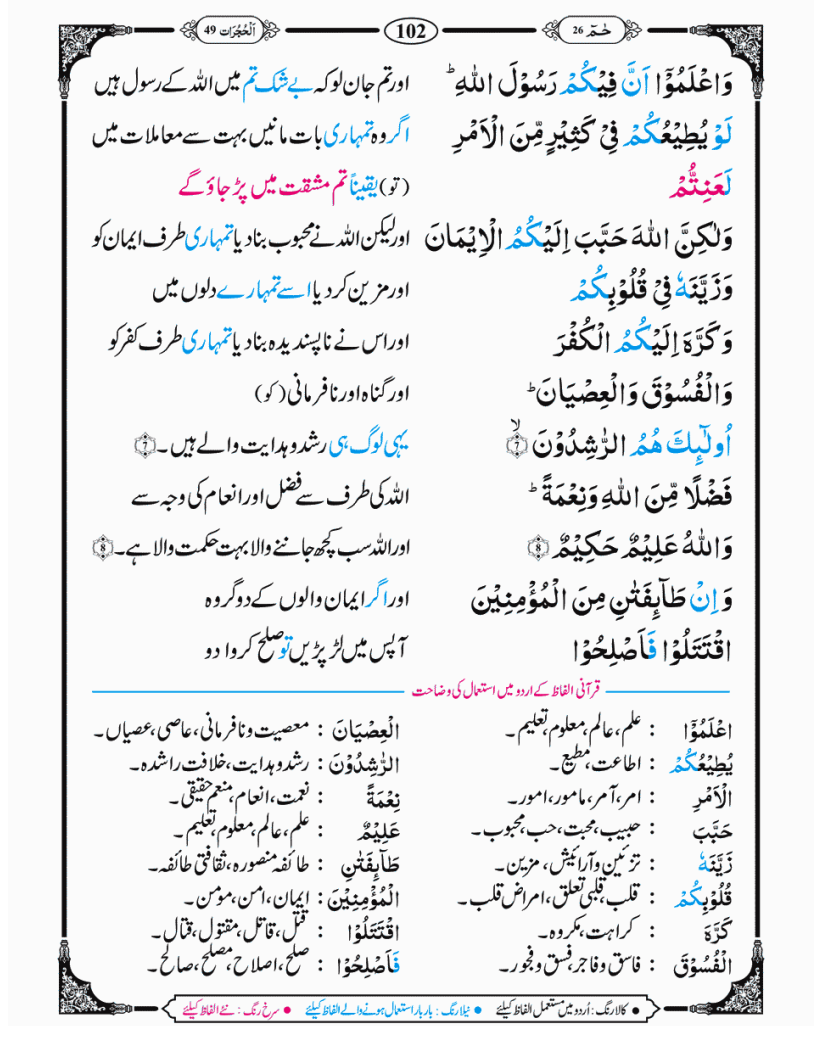 اَلْحُجُرَات 49
102
حٰمٓ 26
وَاعْلَمُوْٓا اَنَّ فِيْكُمْ رَسُوْلَ اللّٰهِ ؕ اور تم جان لو کہ بے شک تم میں اللہ کے رسول ہیں
لَوْ يُطِيْعُكُمْ فِيْ كَثِيْرٍ مِّنَ الْاَمْرِ اگر وہ تمہاری بات مانیں بہت سے معاملات میں
لَعَنِتُّمْ (تو) یقیناً تم مشقت میں پڑ جاؤ گے
وَلٰكِنَّ اللّٰهَ حَبَّبَ اِلَيْكُمُ الْاِيْمَانَ اور لیکن اللہ نے محبوب بنا دیا تمہاری طرف ایمان کو
وَزَيَّنَهٗ فِيْ قُلُوْبِكُمْ اور مزین کر دیا اسے تمہارے دلوں میں
وَكَرَّهَ اِلَيْكُمُ الْكُفْرَ اور اس نے ناپسندیدہ بنا دیا تمہاری طرف کفر کو
وَالْفُسُوْقَ وَالْعِصْيَانَ ؕ اور گناہ اور نافرمانی (کو)
اُولٰٓئِكَ هُمُ الرّٰشِدُوْنَ ۙ 7 یہی لوگ ہی رشد و ہدایت والے ہیں۔ 7
فَضْلًا مِّنَ اللّٰهِ وَنِعْمَةً ؕ اللہ کی طرف سے فضل اور انعام کی وجہ سے
وَاللّٰهُ عَلِيْمٌ حَكِيْمٌ 8 اور اللہ سب کچھ جاننے والا بہت حکمت والا ہے۔ 8
وَاِنْ طَآئِفَتٰنِ مِنَ الْمُؤْمِنِيْنَ اور اگر ایمان والوں کے دو گروہ
اقْتَتَلُوْا فَاَصْلِحُوْا آپس میں لڑ پڑیں تو صلح کروا دو
قرآنی الفاظ کے اردو میں استعمال کی وضاحت
اعْلَمُوْٓا : علم، عالم، معلوم، تعلیم۔
يُطِيْعُكُمْ : اطاعت، مطیع۔
الْاَمْرِ : امر، آمر، مامور، امور۔
حَبَّبَ : حبیب، محبت، حب، محبوب۔
زَيَّنَهٗ : تزئین و آرائیش، مزین۔
قُلُوْبِكُمْ : قلب، قلبی تعلق، امراض قلب۔
كَرَّهَ : کراہت، مکروہ۔
الْفُسُوْقَ : فاسق و فاجر، فسق و فجور۔
الْعِصْيَانَ : معصیت و نافرمانی، عاصی، عصیاں۔
الرّٰشِدُوْنَ : رشد و ہدایت، خلافت راشدہ۔
نِعْمَةً : نعمت، انعام، منعم حقیقی۔
عَلِيْمٌ : علم، عالم، معلوم، تعلیم۔
طَآئِفَتٰنِ : طائفہ منصورہ، ثقافتی طائفہ۔
الْمُؤْمِنِيْنَ : ایمان، امن، مومن۔
اقْتَتَلُوْا : قتل، قاتل، مقتول، قتال۔
فَاَصْلِحُوْا : صلح، اصلاح، مصلح، صالح۔
● کالا رنگ : اُردو میں مستعمل الفاظ کیلئے ● نیلا رنگ : بار بار استعمال ہونے والے الفاظ کیلئے ● سرخ رنگ : نئے الفاظ کیلئے